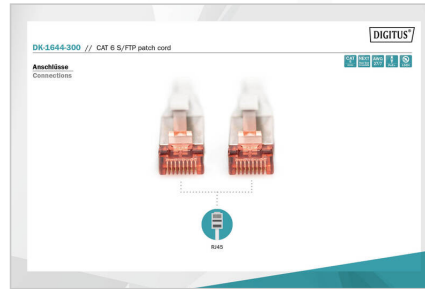 DIGITUS®
DK-1644-300 // CAT 6 S/FTP patch cord
Anschlüsse
Connections
RJ45